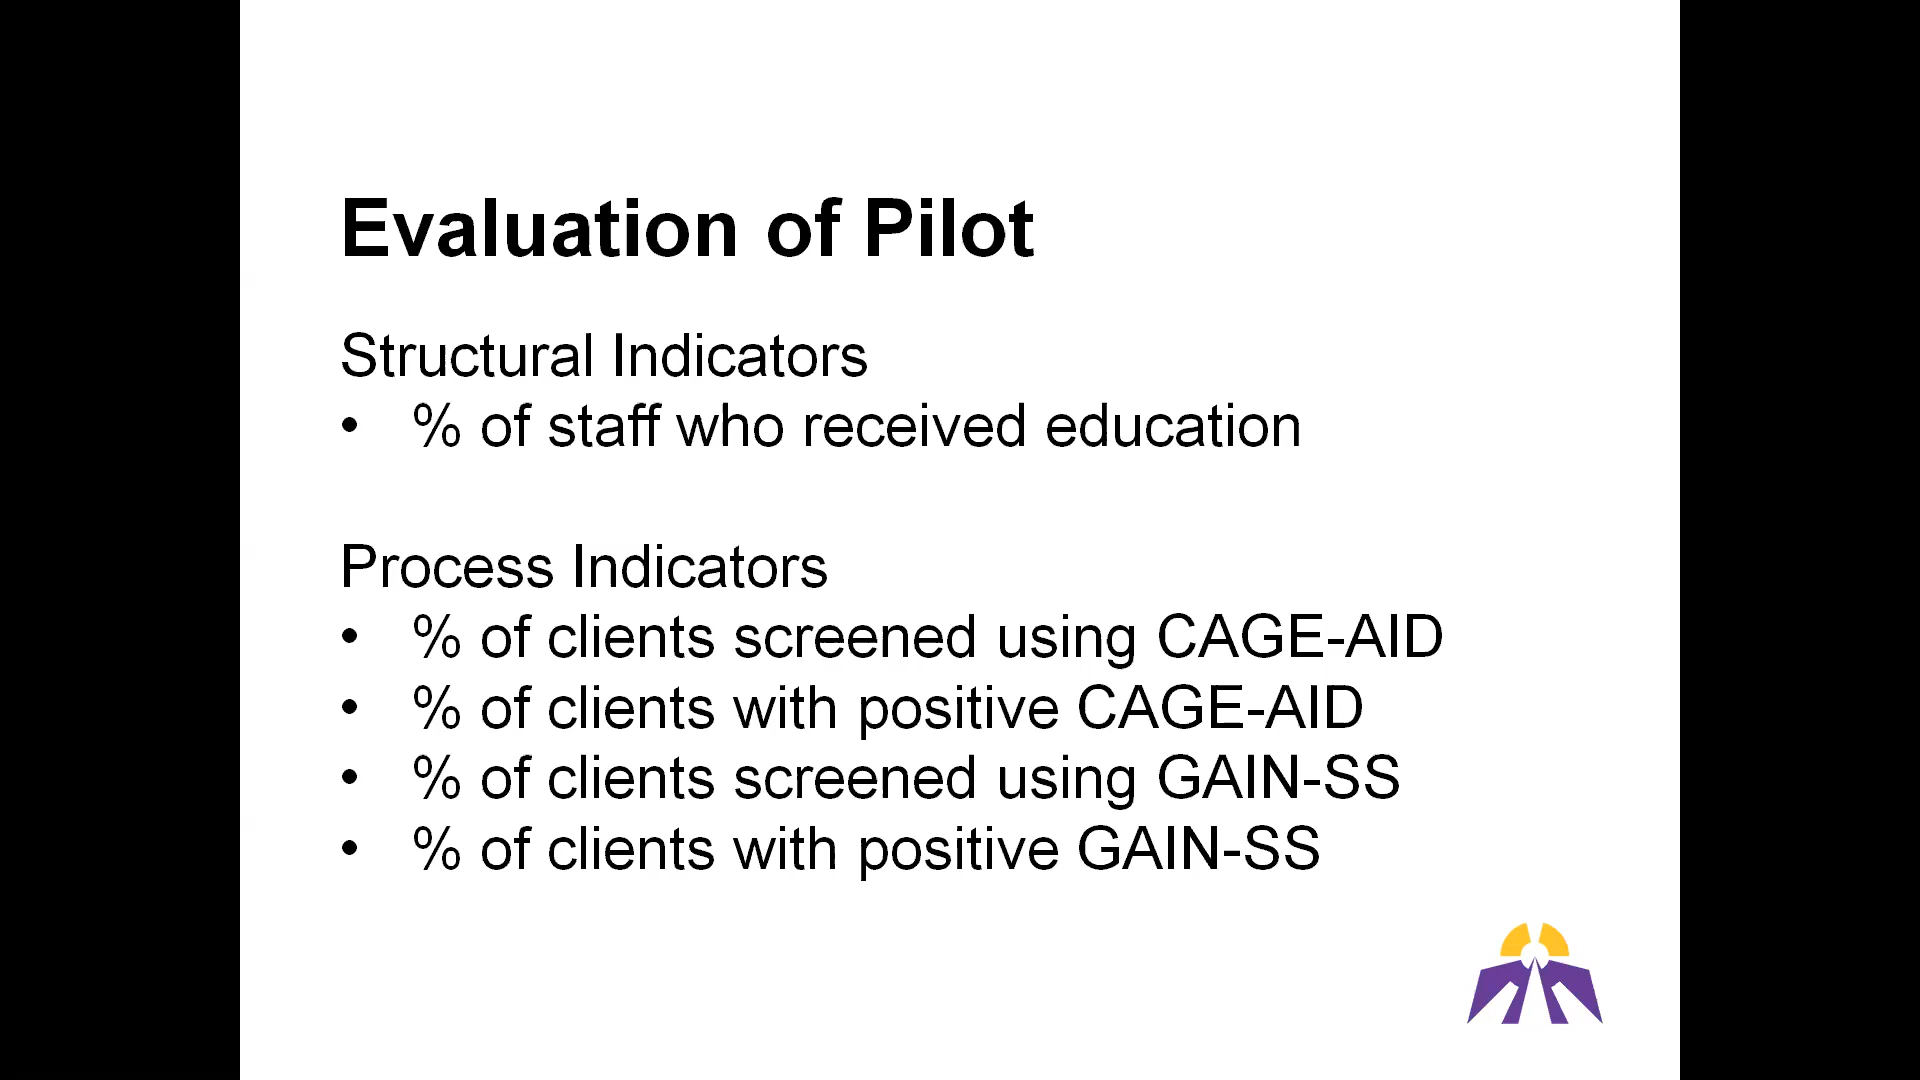 Evaluation of Pilot
Structural Indicators
• % of staff who received education
Process Indicators
• % of clients screened using CAGE-AID
• % of clients with positive CAGE-AID
• % of clients screened using GAIN-SS
• % of clients with positive GAIN-SS